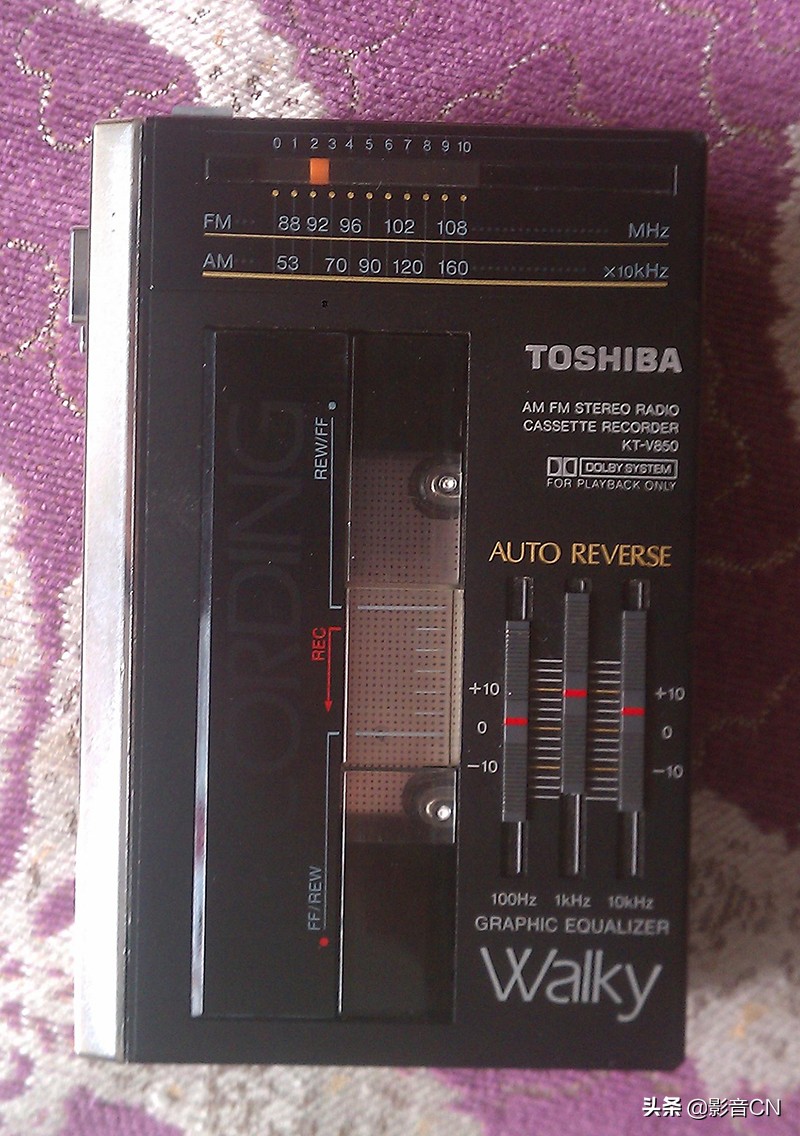 0 1 2 3 4 5 6 7 8 9 10
FM 88 92 96 102 108 MHz
AM 53 70 90 120 160 ×10kHz
TOSHIBA
AM FM STEREO RADIO
CASSETTE RECORDER
KT-V850
DOLBY SYSTEM
FOR PLAYBACK ONLY
REW/FF
ORDING
AUTO REVERSE
REC
+10 +10
0 0
−10 −10
FF/REW
100Hz 1kHz 10kHz
GRAPHIC EQUALIZER
Walky
头条 @影音CN